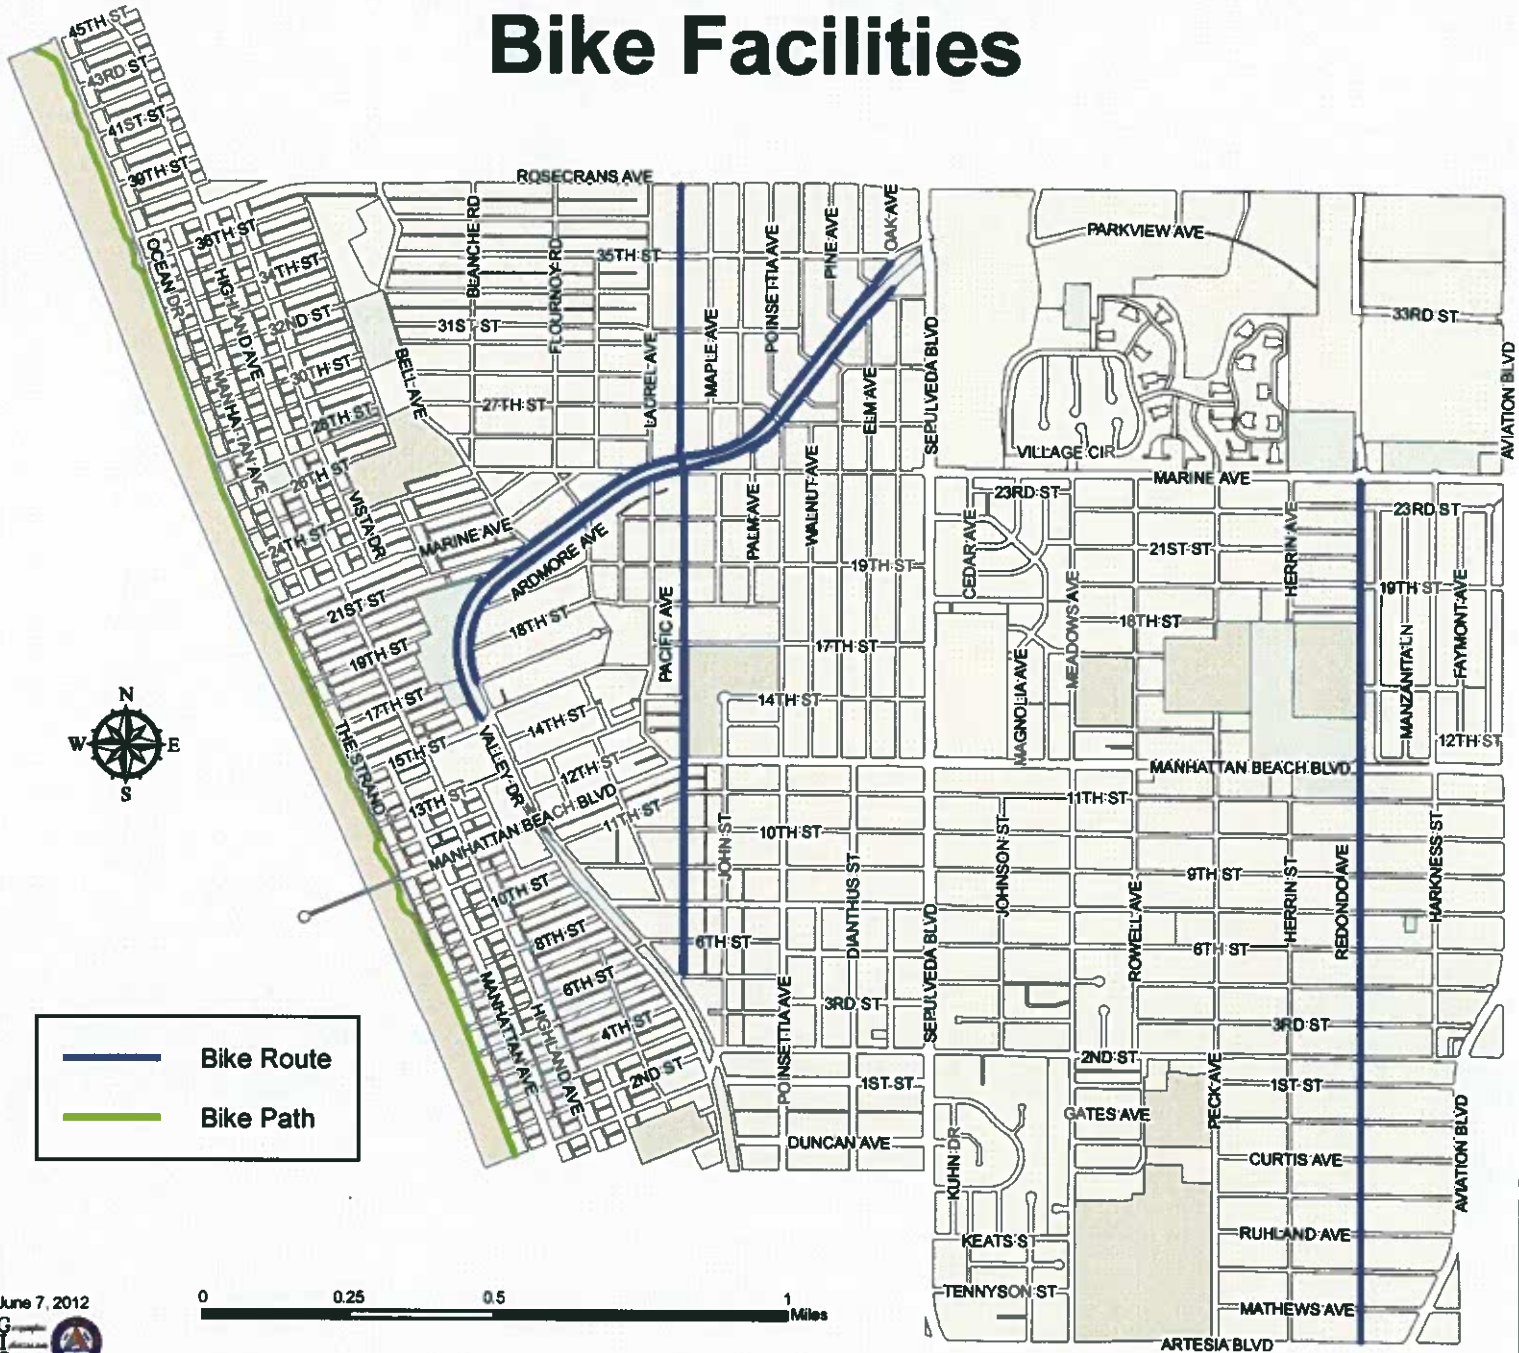 Bike Facilities
45TH ST
43RD ST
41ST ST
39TH ST
ROSECRANS AVE
OAK AVE
36TH ST
OCEAN DR
HIGHLAND AVE
34TH ST
BLANCHE RD
FLOURNOY RD
35TH ST
POINSETTIA AVE
PINE AVE
PARKVIEW AVE
32ND ST
31ST ST
33RD ST
LAUREL AVE
MAPLE AVE
SEPULVEDA BLVD
AVIATION BLVD
30TH ST
BELL AVE
MANHATTAN AVE
28TH ST
27TH ST
ELM AVE
VILLAGE CIR
MARINE AVE
26TH ST
VISTA DR
PALM AVE
WALNUT AVE
23RD ST
23RD ST
24TH ST
MARINE AVE
CEDAR AVE
HERRIN AVE
21ST ST
ARDMORE AVE
19TH ST
19TH ST
FAYMONT AVE
21ST ST
18TH ST
PACIFIC AVE
MEADOWS AVE
18TH ST
MANZANITA LN
19TH ST
17TH ST
MAGNOLIA AVE
17TH ST
14TH ST
N
W E
S
14TH ST
THE STRAND
15TH ST
VALLEY DR
12TH ST
12TH ST
MANHATTAN BEACH BLVD
13TH ST
11TH ST
MANHATTAN BEACH BLVD
11TH ST
10TH ST
JOHN ST
JOHNSON ST
HARKNESS ST
10TH ST
DIANTHUS ST
9TH ST
HERRIN ST
REDONDO AVE
ROWELL AVE
8TH ST
6TH ST
SEPULVEDA BLVD
6TH ST
6TH ST
MANHATTAN AVE
HIGHLAND AVE
4TH ST
POINSETTIA AVE
3RD ST
3RD ST
2ND ST
2ND ST
1ST ST
PECK AVE
1ST ST
Bike Route
Bike Path
GATES AVE
AVIATION BLVD
DUNCAN AVE
KUHN DR
CURTIS AVE
KEATS ST
RUHLAND AVE
TENNYSON ST
MATHEWS AVE
ARTESIA BLVD
June 7, 2012
0 0.25 0.5 1
Miles